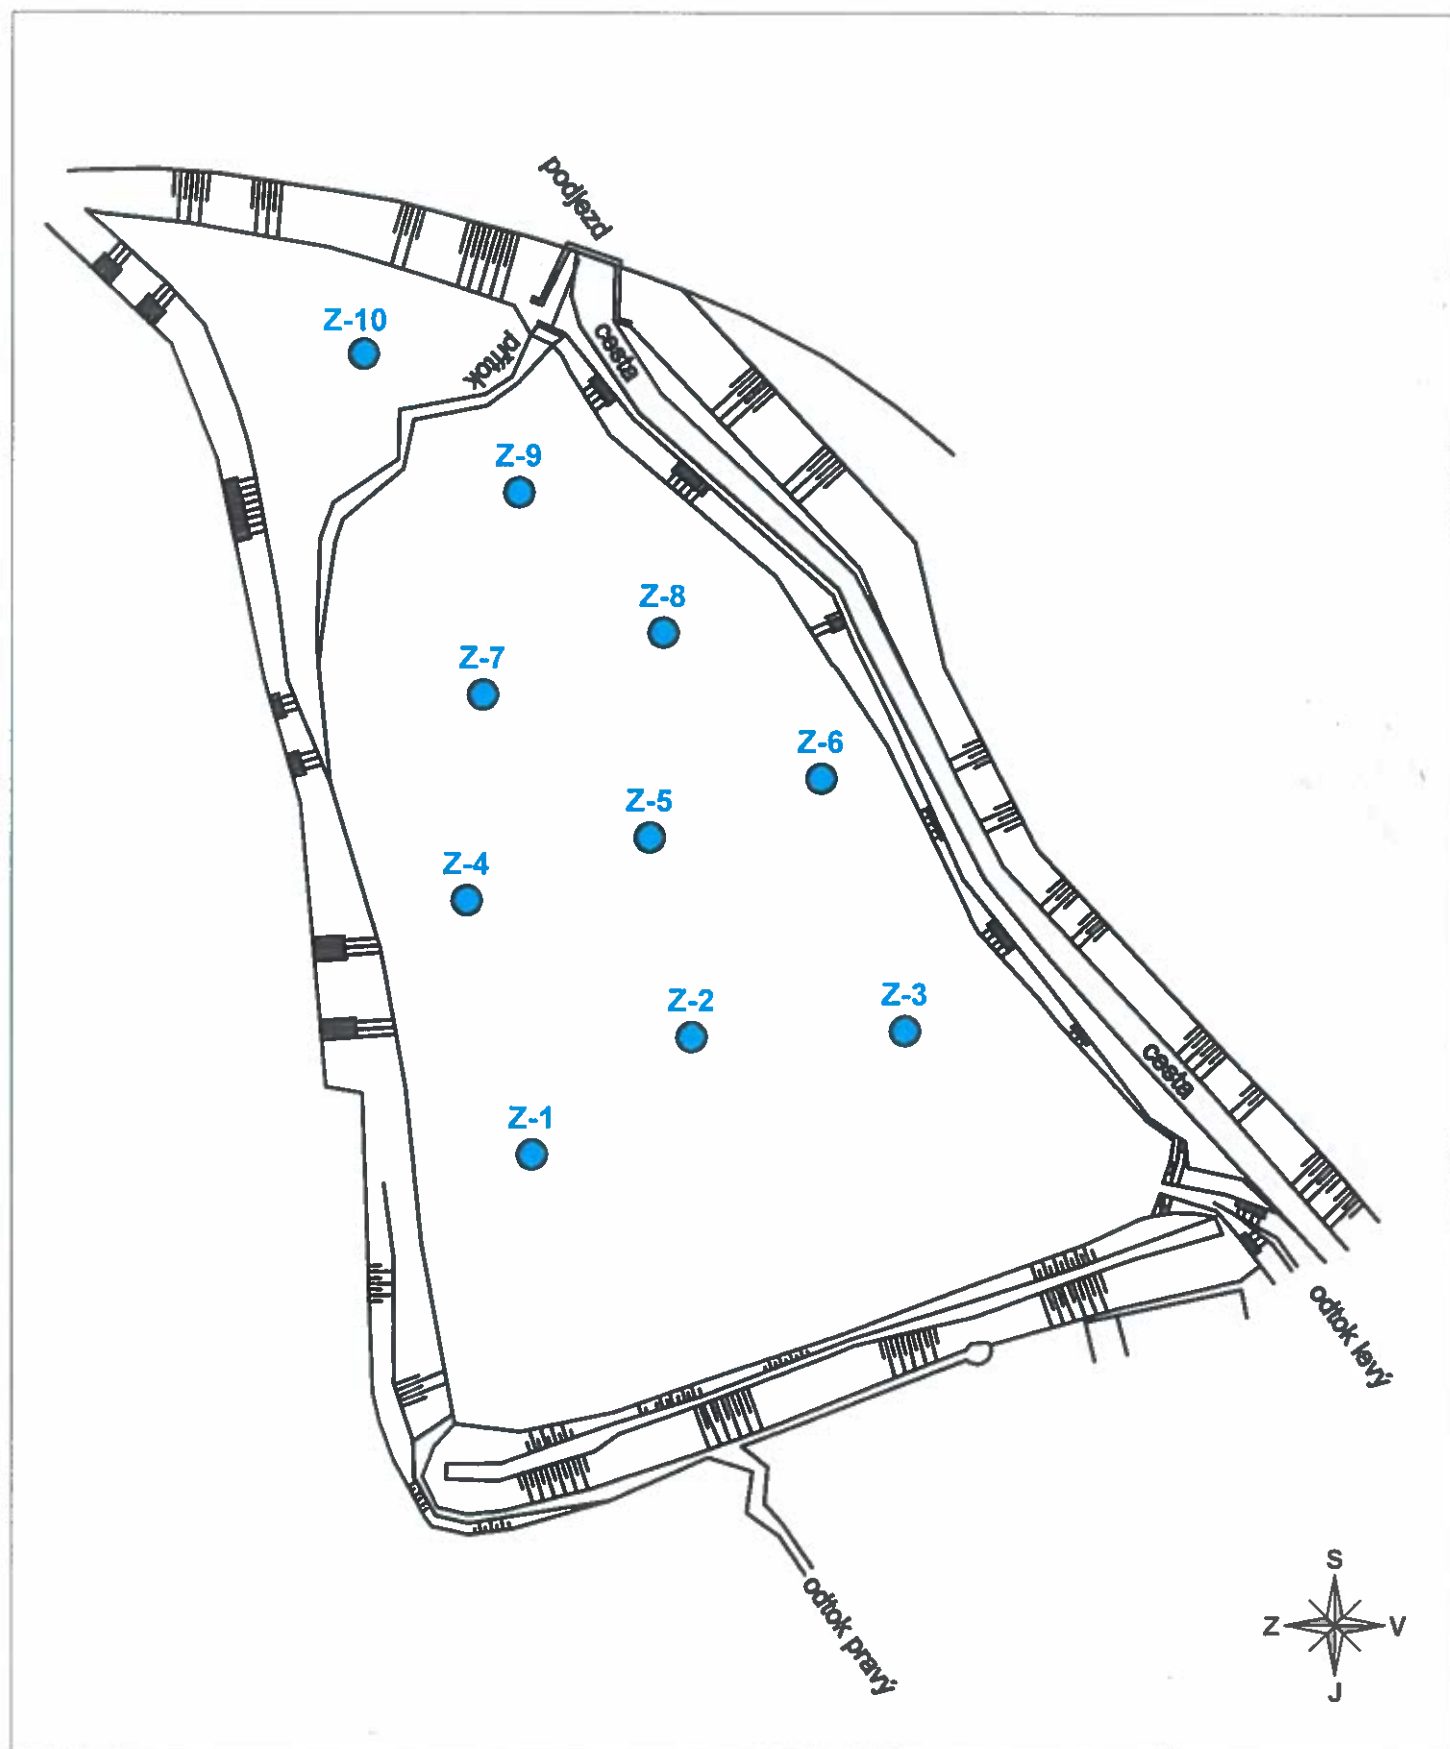 podjezd
Z-10
přítok
cesta
Z-9
Z-8
Z-7
Z-6
Z-5
Z-4
Z-3
Z-2
cesta
Z-1
odtok levý
odtok pravý
S
Z
V
J